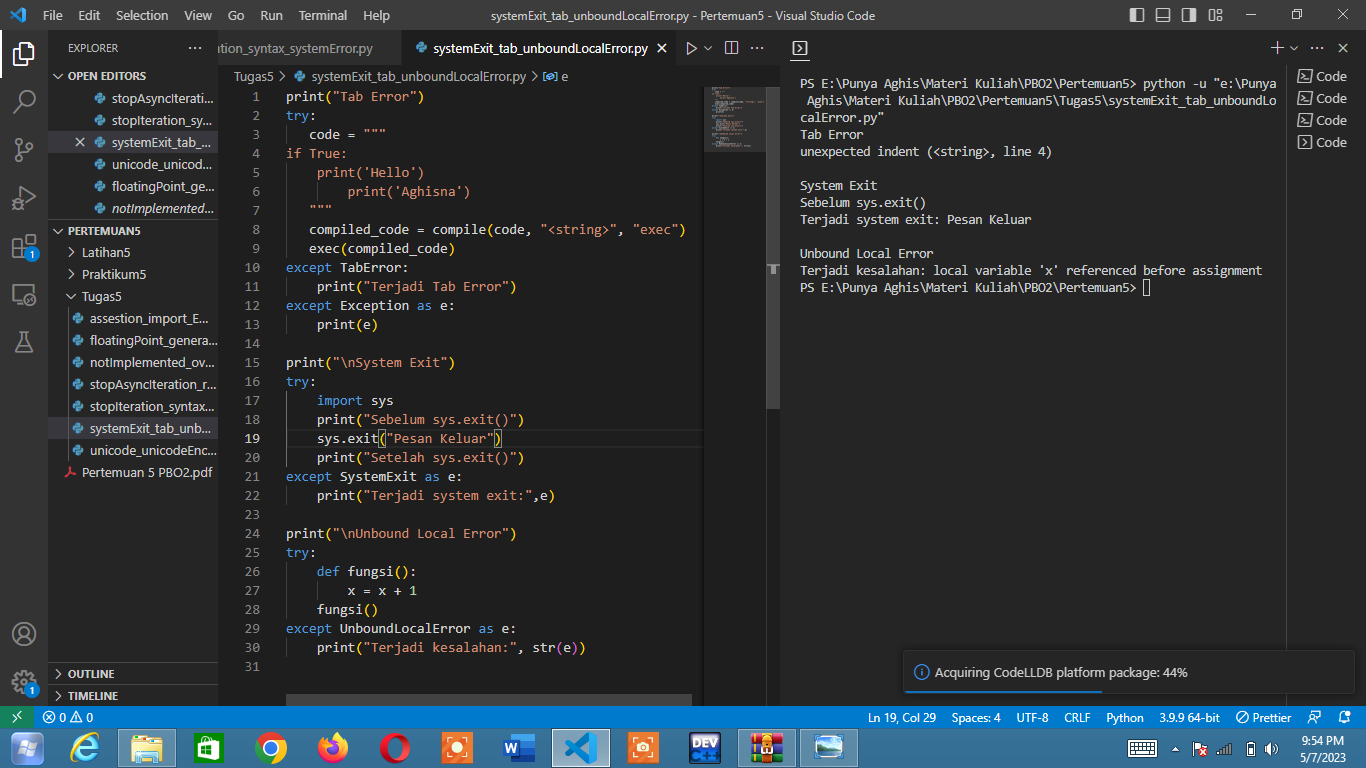 File Edit Selection View Go Run Terminal Help
systemExit_tab_unboundLocalError.py - Pertemuan5 - Visual Studio Code
EXPLORER
OPEN EDITORS
stopAsyncIterati...
stopIteration_sy...
systemExit_tab_...
unicode_unicod...
floatingPoint_ge...
notImplemented...
PERTEMUAN5
Latihan5
Praktikum5
Tugas5
assestion_import_E...
floatingPoint_genera...
notImplemented_ov...
stopAsyncIteration_r...
stopIteration_syntax...
systemExit_tab_unb...
unicode_unicodeEnc...
Pertemuan 5 PBO2.pdf
OUTLINE
TIMELINE
1
1
ation_syntax_systemError.py
systemExit_tab_unboundLocalError.py
Tugas5 > systemExit_tab_unboundLocalError.py > e
1 print("Tab Error")
2 try:
3 code = """
4 if True:
5 print('Hello')
6 print('Aghisna')
7 """
8 compiled_code = compile(code, "<string>", "exec")
9 exec(compiled_code)
10 except TabError:
11 print("Terjadi Tab Error")
12 except Exception as e:
13 print(e)
14
15 print("\nSystem Exit")
16 try:
17 import sys
18 print("Sebelum sys.exit()")
19 sys.exit("Pesan Keluar")
20 print("Setelah sys.exit()")
21 except SystemExit as e:
22 print("Terjadi system exit:",e)
23
24 print("\nUnbound Local Error")
25 try:
26 def fungsi():
27 x = x + 1
28 fungsi()
29 except UnboundLocalError as e:
30 print("Terjadi kesalahan:", str(e))
31
PS E:\Punya Aghis\Materi Kuliah\PBO2\Pertemuan5> python -u "e:\Punya
Aghis\Materi Kuliah\PBO2\Pertemuan5\Tugas5\systemExit_tab_unboundLo
calError.py"
Tab Error
unexpected indent (<string>, line 4)
System Exit
Sebelum sys.exit()
Terjadi system exit: Pesan Keluar
Unbound Local Error
Terjadi kesalahan: local variable 'x' referenced before assignment
PS E:\Punya Aghis\Materi Kuliah\PBO2\Pertemuan5>
Code
Code
Code
Code
Acquiring CodeLLDB platform package: 44%
0 0
Ln 19, Col 29 Spaces: 4 UTF-8 CRLF Python 3.9.9 64-bit Prettier
W
DEV
C++
9:54 PM
5/7/2023